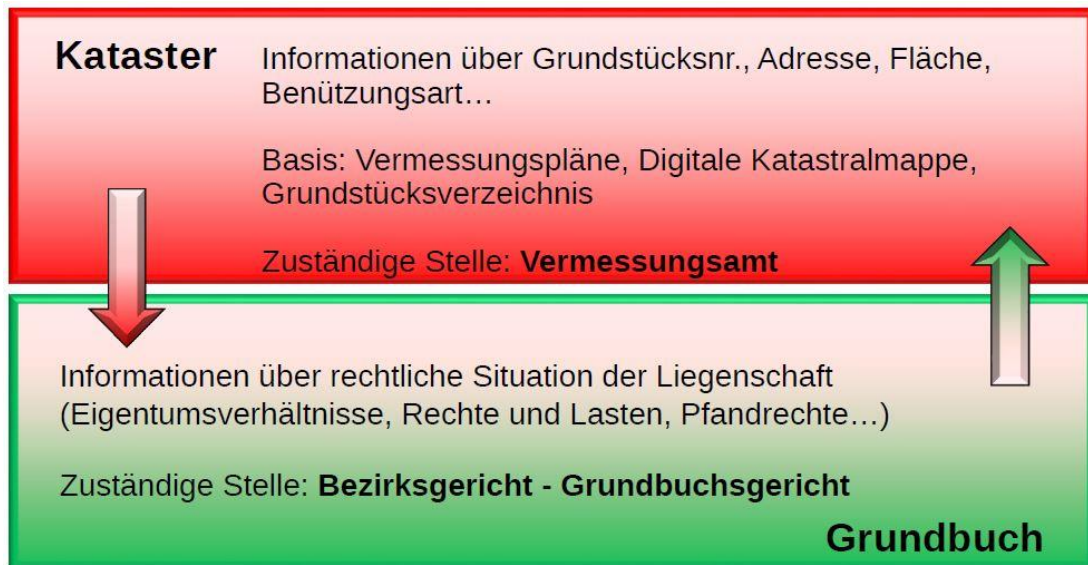 Kataster
Informationen über Grundstücksnr., Adresse, Fläche,
Benützungsart…
Basis: Vermessungspläne, Digitale Katastralmappe,
Grundstücksverzeichnis
Zuständige Stelle: Vermessungsamt
Informationen über rechtliche Situation der Liegenschaft
(Eigentumsverhältnisse, Rechte und Lasten, Pfandrechte…)
Zuständige Stelle: Bezirksgericht - Grundbuchsgericht
Grundbuch